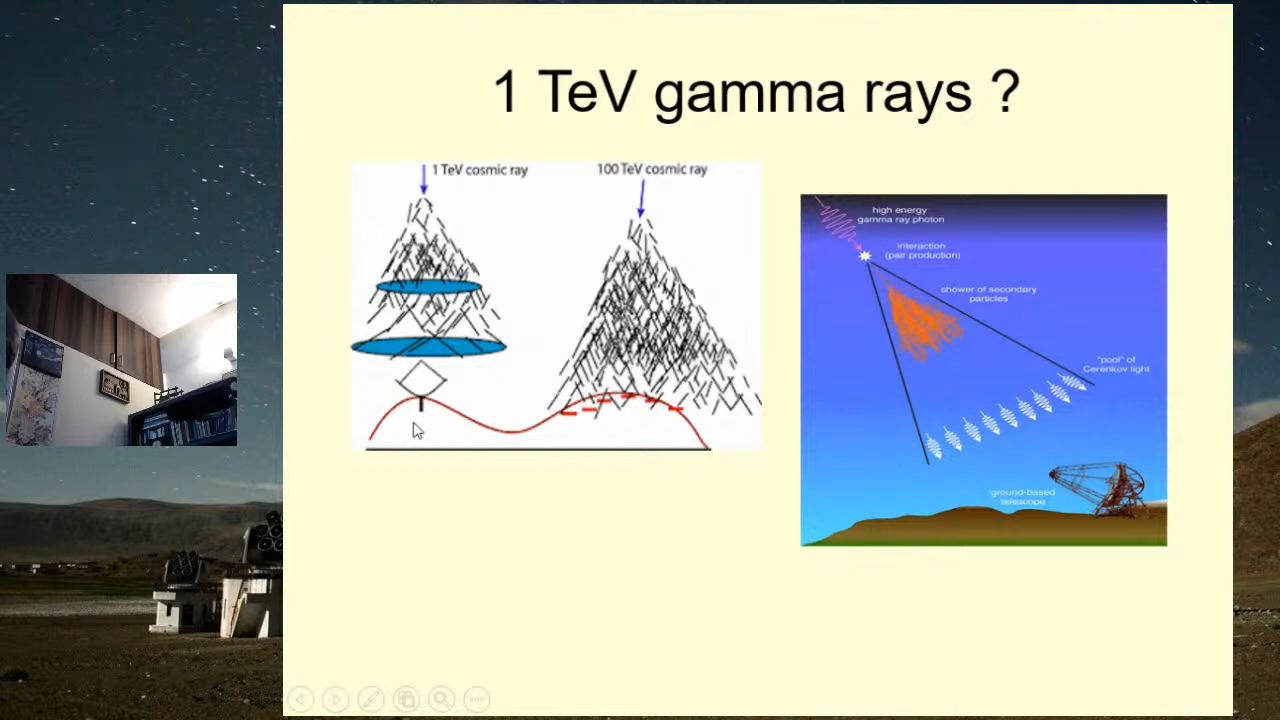 1 TeV gamma rays ?
1 TeV cosmic ray
100 TeV cosmic ray
high energy
gamma ray photon
interaction
(pair production)
shower of secondary
particles
"pool" of
Cerenkov light
ground-based
telescope